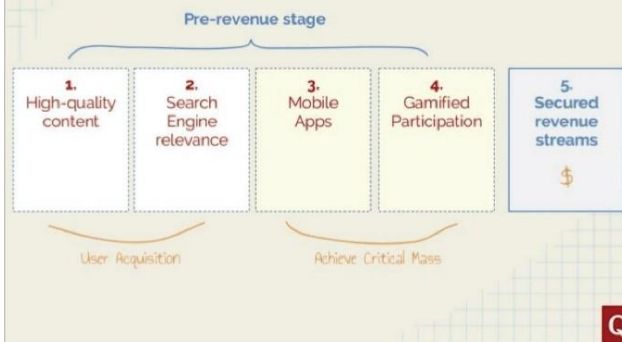 Pre-revenue stage
1.
High-quality
content
2.
Search
Engine
relevance
3.
Mobile
Apps
4.
Gamified
Participation
5.
Secured
revenue
streams
$
User Acquisition
Achieve Critical Mass
Q